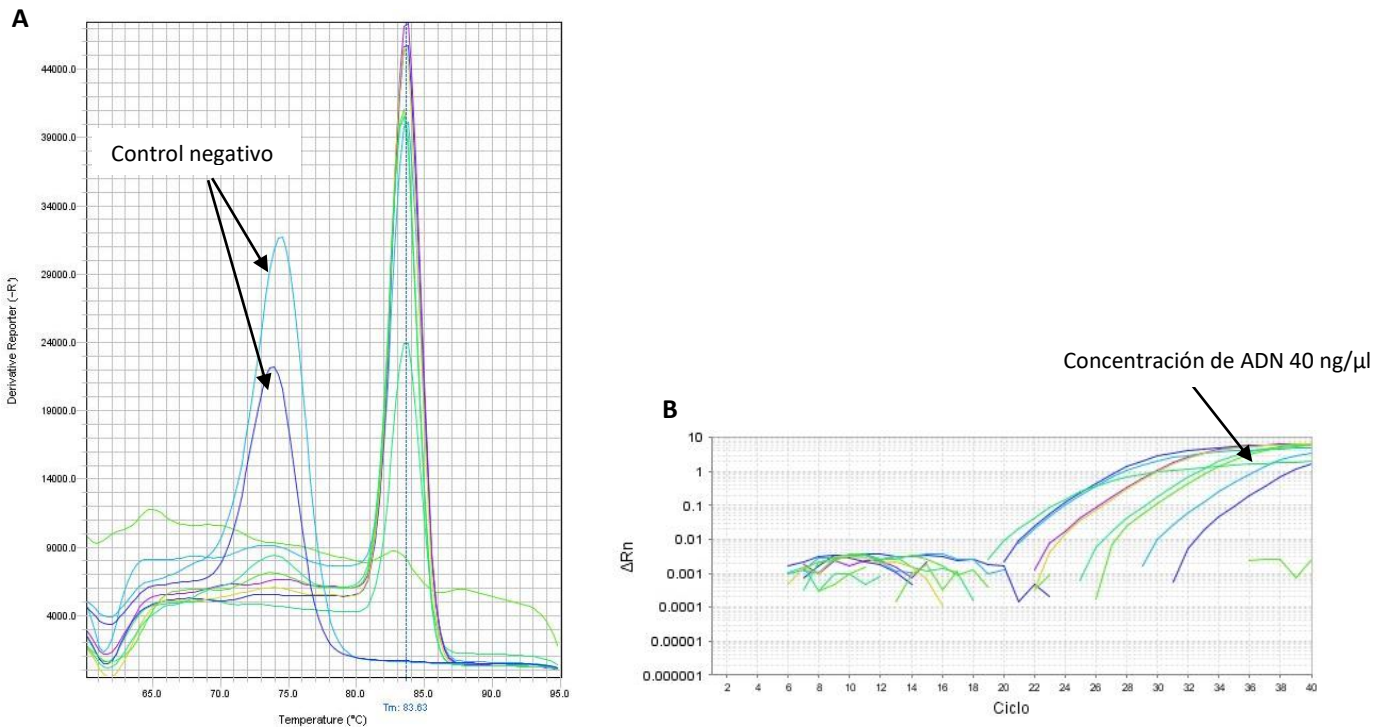 A
Derivative Reporter (-R')
44000.0
39000.0
34000.0
29000.0
24000.0
19000.0
14000.0
9000.0
4000.0
Control negativo
65.0 70.0 75.0 80.0 85.0 90.0 95.0
Tm: 83.63
Temperature (°C)
Concentración de ADN 40 ng/µl
B
ΔRn
10
1
0.1
0.01
0.001
0.0001
0.00001
0.000001
2 4 6 8 10 12 14 16 18 20 22 24 26 28 30 32 34 36 38 40
Ciclo